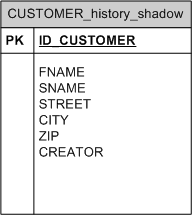 CUSTOMER_history_shadow
PK ID_CUSTOMER
FNAME
SNAME
STREET
CITY
ZIP
CREATOR